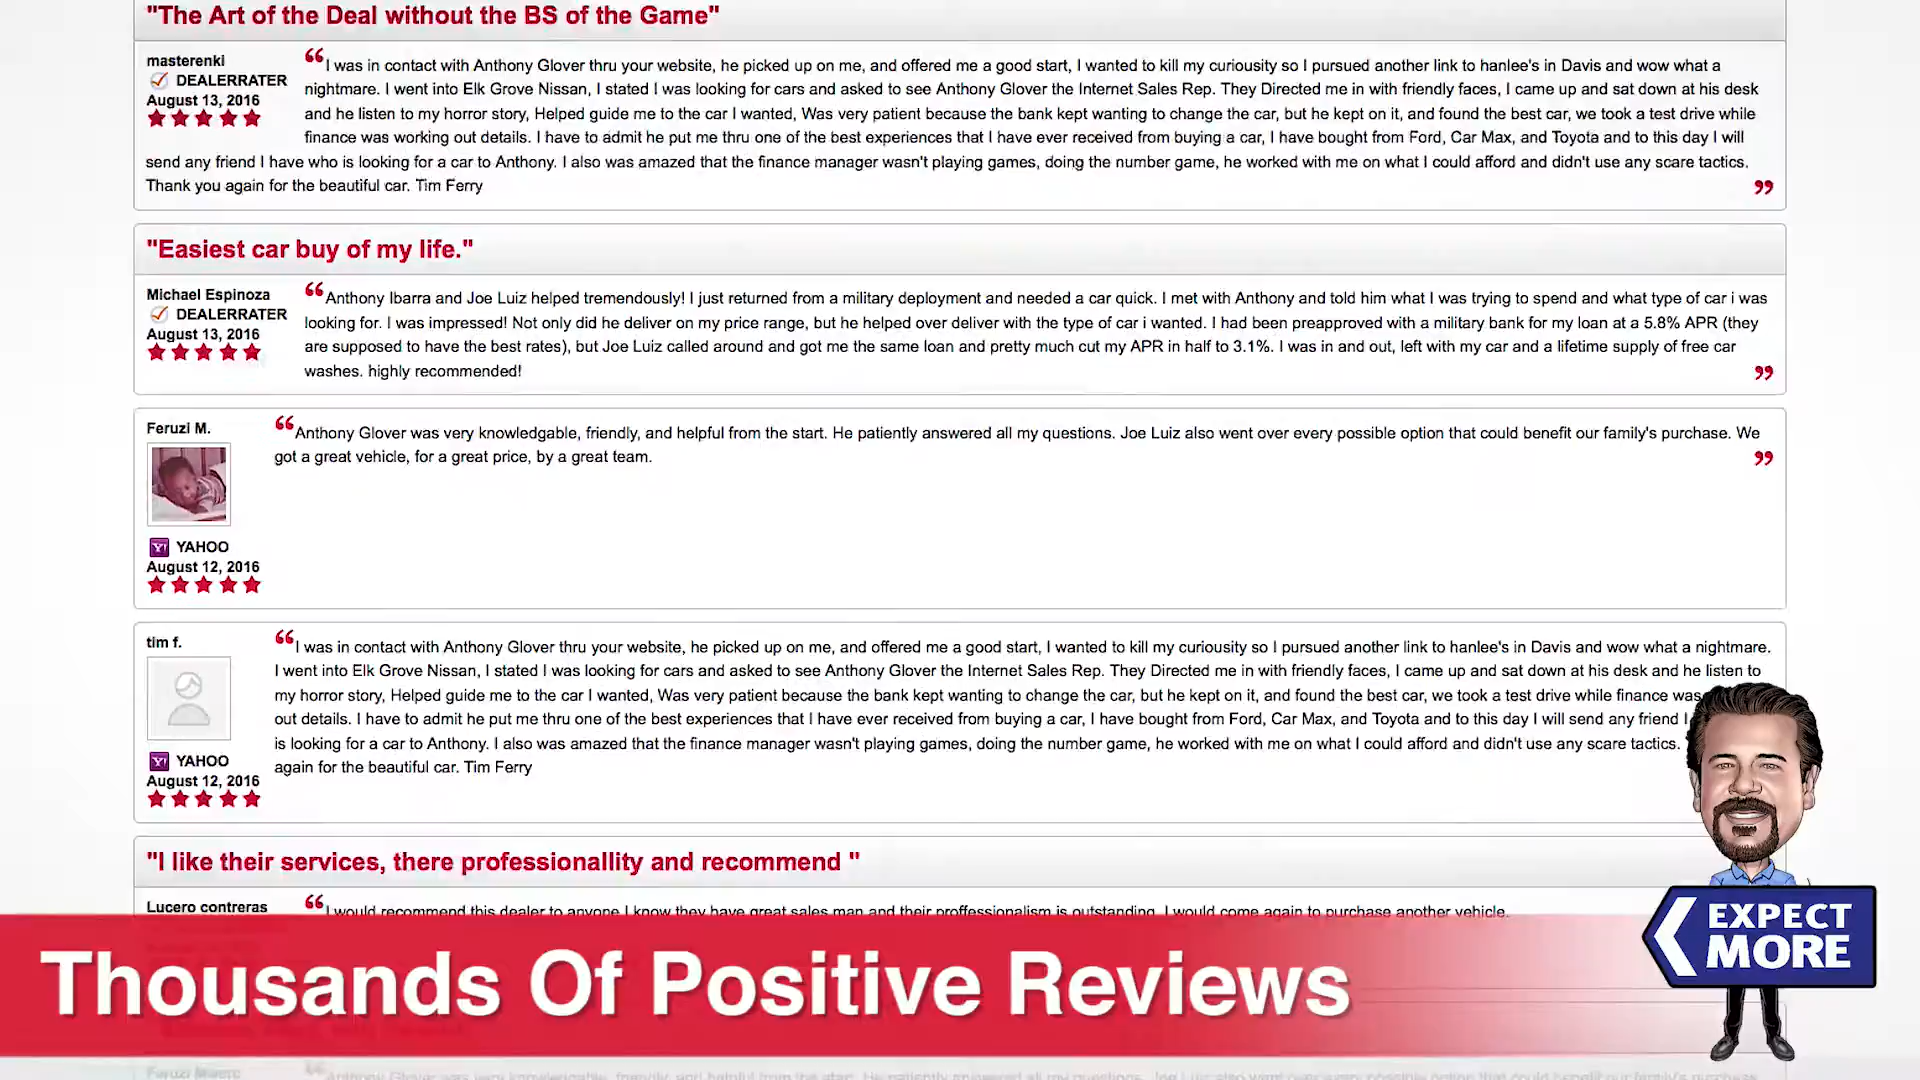 "The Art of the Deal without the BS of the Game"
masterenki
DEALERRATER
August 13, 2016
“I was in contact with Anthony Glover thru your website, he picked up on me, and offered me a good start, I wanted to kill my curiousity so I pursued another link to hanlee's in Davis and wow what a
nightmare. I went into Elk Grove Nissan, I stated I was looking for cars and asked to see Anthony Glover the Internet Sales Rep. They Directed me in with friendly faces, I came up and sat down at his desk
and he listen to my horror story, Helped guide me to the car I wanted, Was very patient because the bank kept wanting to change the car, but he kept on it, and found the best car, we took a test drive while
finance was working out details. I have to admit he put me thru one of the best experiences that I have ever received from buying a car, I have bought from Ford, Car Max, and Toyota and to this day I will
send any friend I have who is looking for a car to Anthony. I also was amazed that the finance manager wasn't playing games, doing the number game, he worked with me on what I could afford and didn't use any scare tactics.
Thank you again for the beautiful car. Tim Ferry ”
"Easiest car buy of my life."
Michael Espinoza
DEALERRATER
August 13, 2016
“Anthony Ibarra and Joe Luiz helped tremendously! I just returned from a military deployment and needed a car quick. I met with Anthony and told him what I was trying to spend and what type of car i was
looking for. I was impressed! Not only did he deliver on my price range, but he helped over deliver with the type of car i wanted. I had been preapproved with a military bank for my loan at a 5.8% APR (they
are supposed to have the best rates), but Joe Luiz called around and got me the same loan and pretty much cut my APR in half to 3.1%. I was in and out, left with my car and a lifetime supply of free car
washes. highly recommended! ”
Feruzi M.
Y! YAHOO
August 12, 2016
“Anthony Glover was very knowledgable, friendly, and helpful from the start. He patiently answered all my questions. Joe Luiz also went over every possible option that could benefit our family's purchase. We
got a great vehicle, for a great price, by a great team. ”
tim f.
Y! YAHOO
August 12, 2016
“I was in contact with Anthony Glover thru your website, he picked up on me, and offered me a good start, I wanted to kill my curiousity so I pursued another link to hanlee's in Davis and wow what a nightmare.
I went into Elk Grove Nissan, I stated I was looking for cars and asked to see Anthony Glover the Internet Sales Rep. They Directed me in with friendly faces, I came up and sat down at his desk and he listen to
my horror story, Helped guide me to the car I wanted, Was very patient because the bank kept wanting to change the car, but he kept on it, and found the best car, we took a test drive while finance was
out details. I have to admit he put me thru one of the best experiences that I have ever received from buying a car, I have bought from Ford, Car Max, and Toyota and to this day I will send any friend I
is looking for a car to Anthony. I also was amazed that the finance manager wasn't playing games, doing the number game, he worked with me on what I could afford and didn't use any scare tactics.
again for the beautiful car. Tim Ferry
"I like their services, there professionallity and recommend "
Lucero contreras
“I would recommend this dealer to anyone I know they have great sales man and their proffessionalism is outstanding. I would come again to purchase another vehicle.
Thousands Of Positive Reviews
EXPECT
MORE